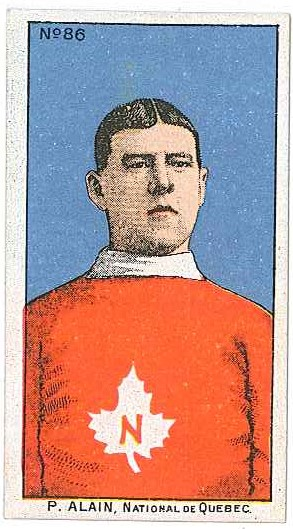 No86
N
P. ALAIN, NATIONAL DE QUEBEC.